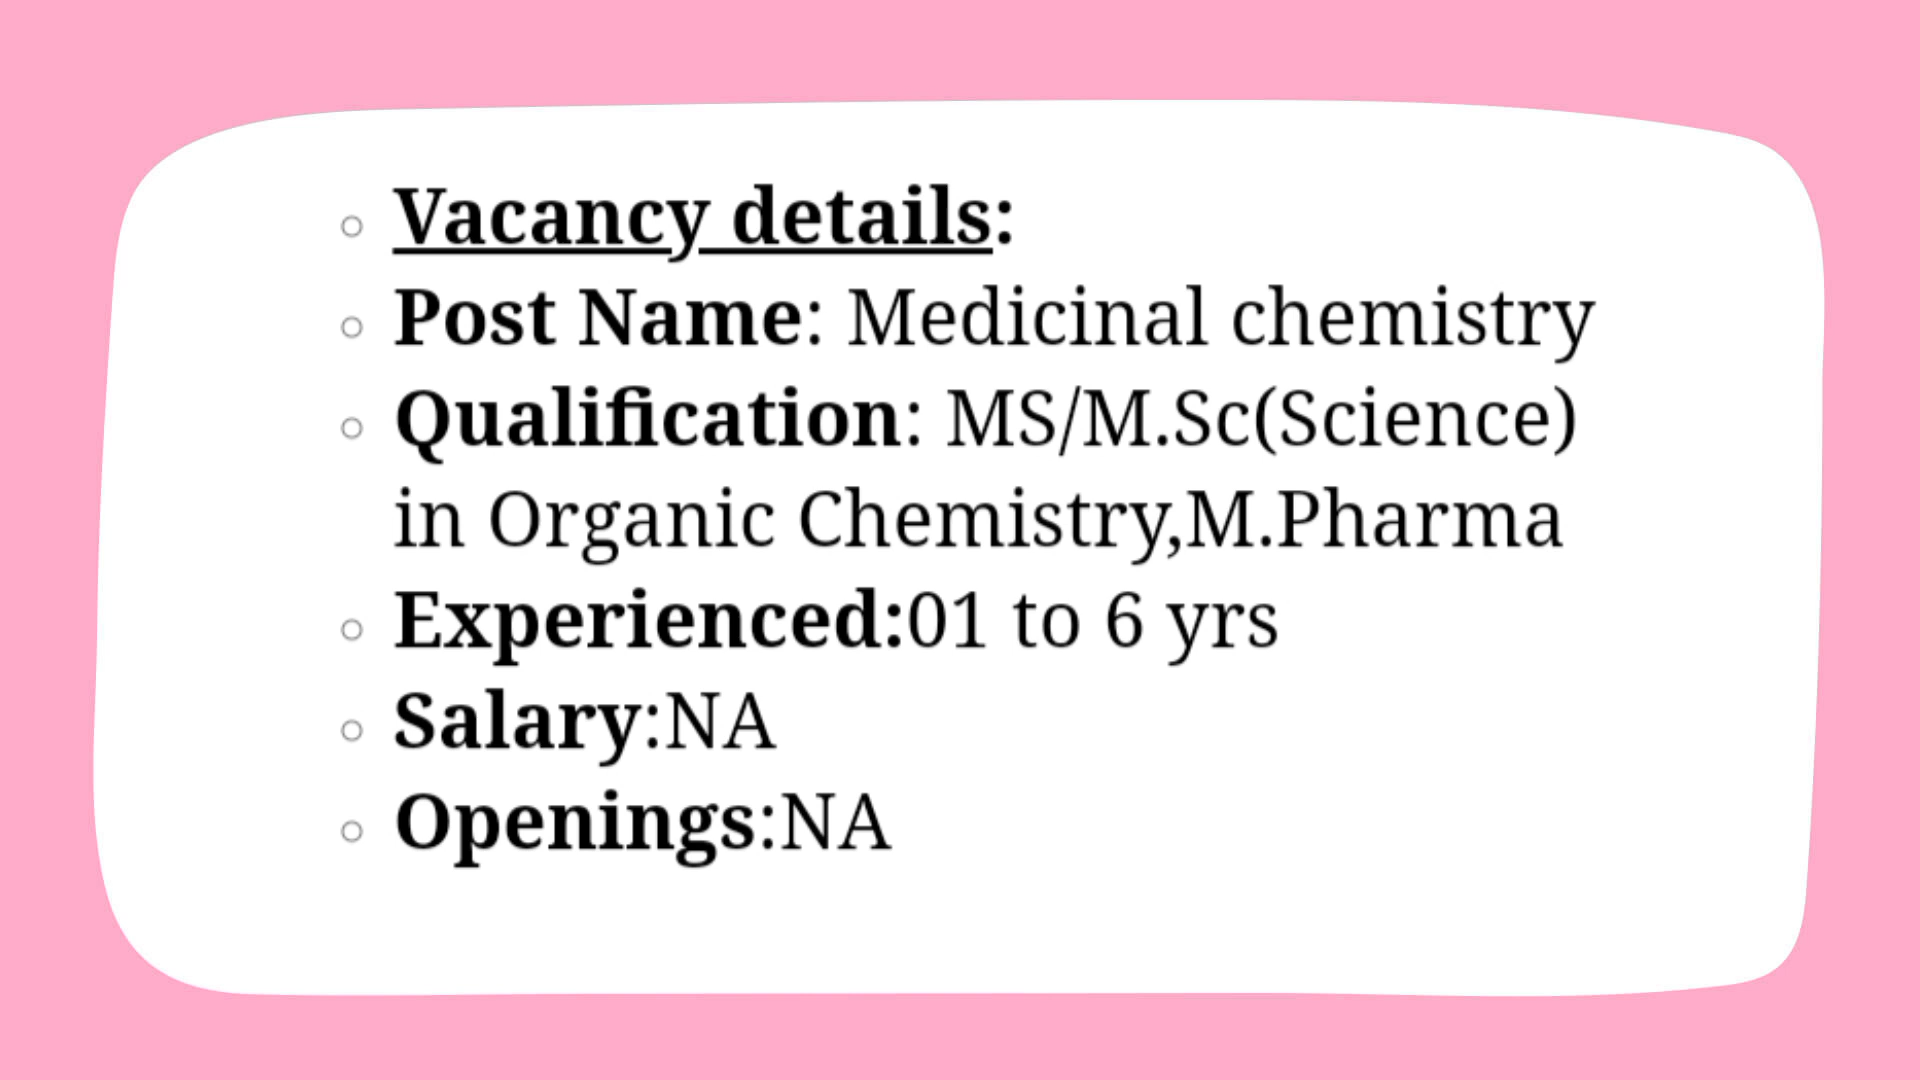 Vacancy details:
Post Name: Medicinal chemistry
Qualification: MS/M.Sc(Science)
in Organic Chemistry,M.Pharma
Experienced:01 to 6 yrs
Salary:NA
Openings:NA